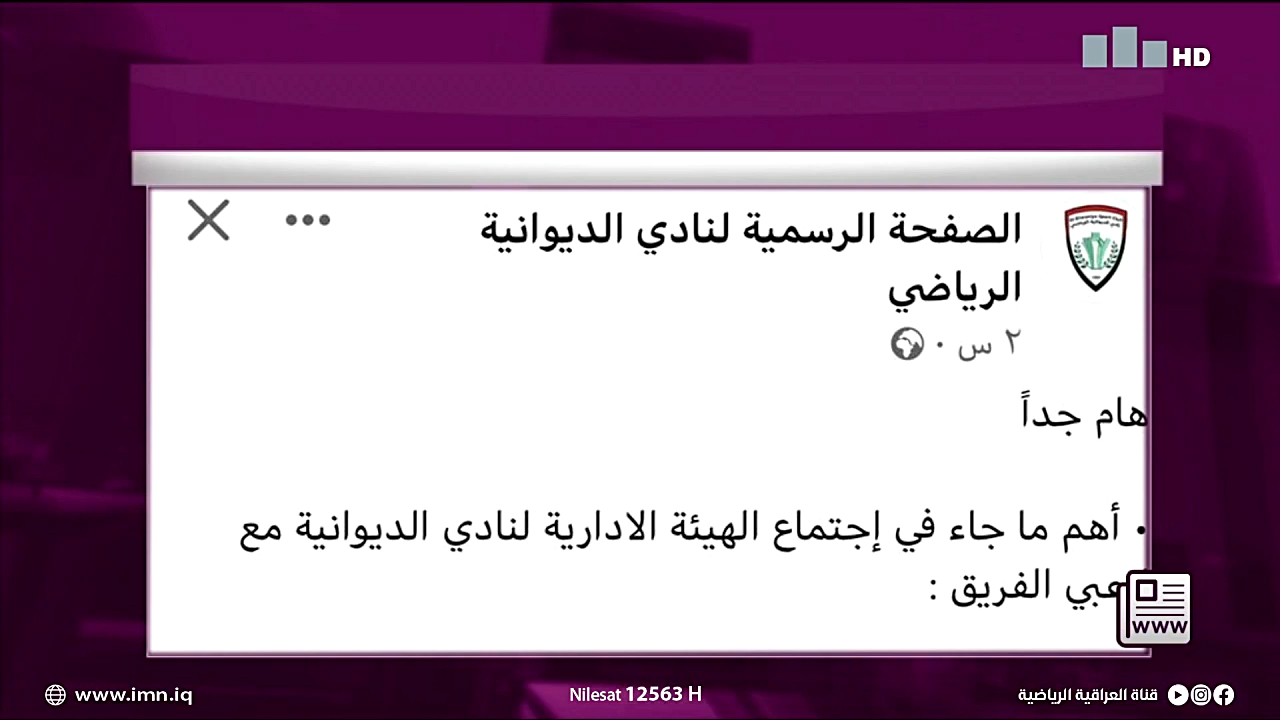 HD
الصفحة الرسمية لنادي الديوانية
الرياضي
٢ س ·
هام جداً
• أهم ما جاء في إجتماع الهيئة الادارية لنادي الديوانية مع
الفريق :
www
www.imn.iq
Nilesat 12563 H
قناة العراقية الرياضية